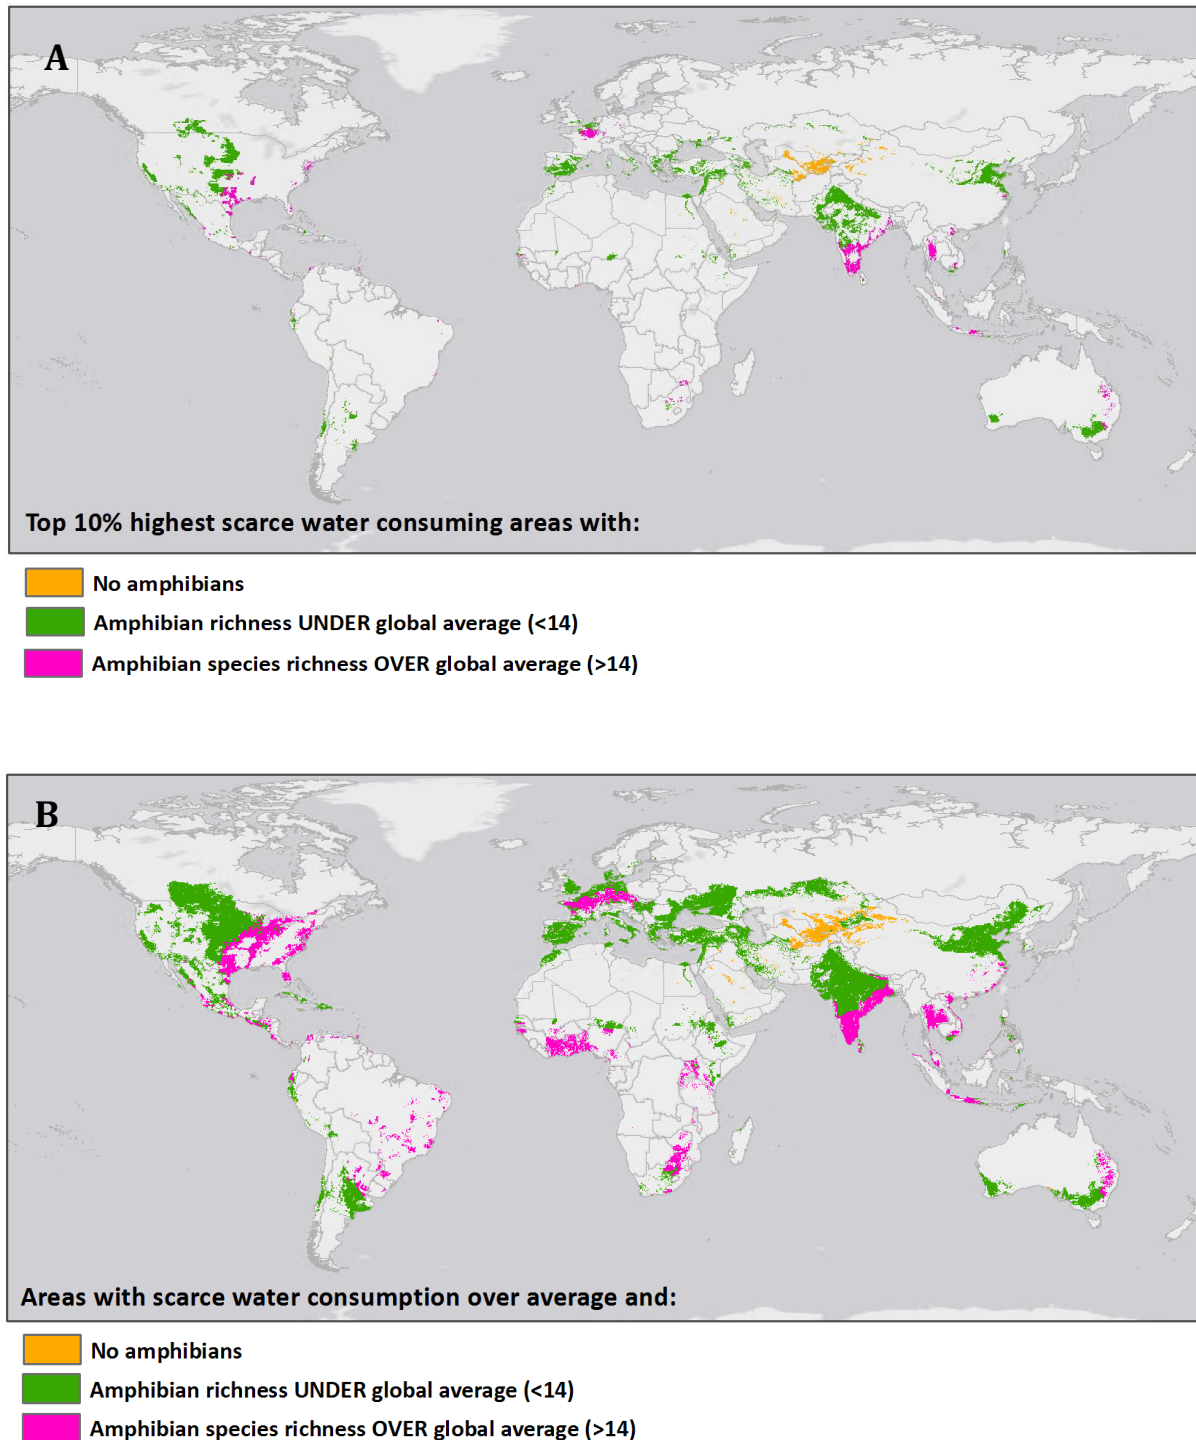 A
Top 10% highest scarce water consuming areas with:
No amphibians
Amphibian richness UNDER global average (<14)
Amphibian species richness OVER global average (>14)
B
Areas with scarce water consumption over average and:
No amphibians
Amphibian richness UNDER global average (<14)
Amphibian species richness OVER global average (>14)